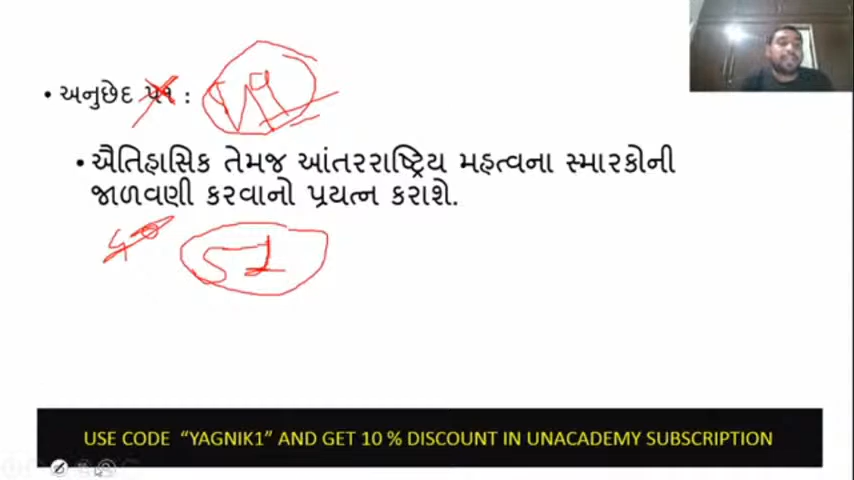 • અનુછેદ ૫૧ :
• ઐતિહાસિક તેમજ આંતરરાષ્ટ્રિય મહત્વના સ્મારકોની
જાળવણી કરવાનો પ્રયત્ન કરાશે.
51
USE CODE "YAGNIK1" AND GET 10 % DISCOUNT IN UNACADEMY SUBSCRIPTION